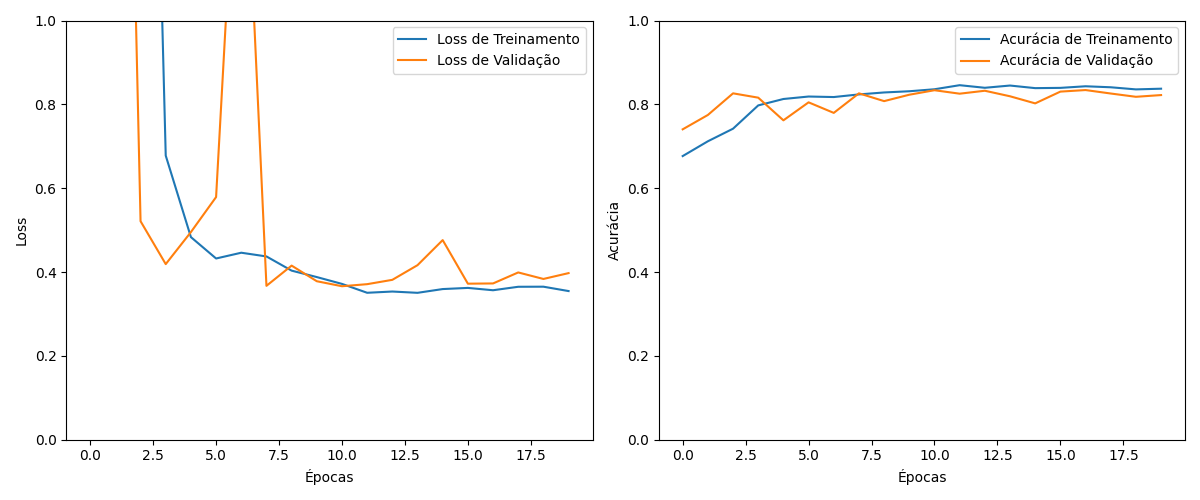 Loss de Treinamento
Loss de Validação
1.0
0.8
0.6
0.4
0.2
0.0
Loss
0.0 2.5 5.0 7.5 10.0 12.5 15.0 17.5
Épocas
Acurácia de Treinamento
Acurácia de Validação
1.0
0.8
0.6
0.4
0.2
0.0
Acurácia
0.0 2.5 5.0 7.5 10.0 12.5 15.0 17.5
Épocas